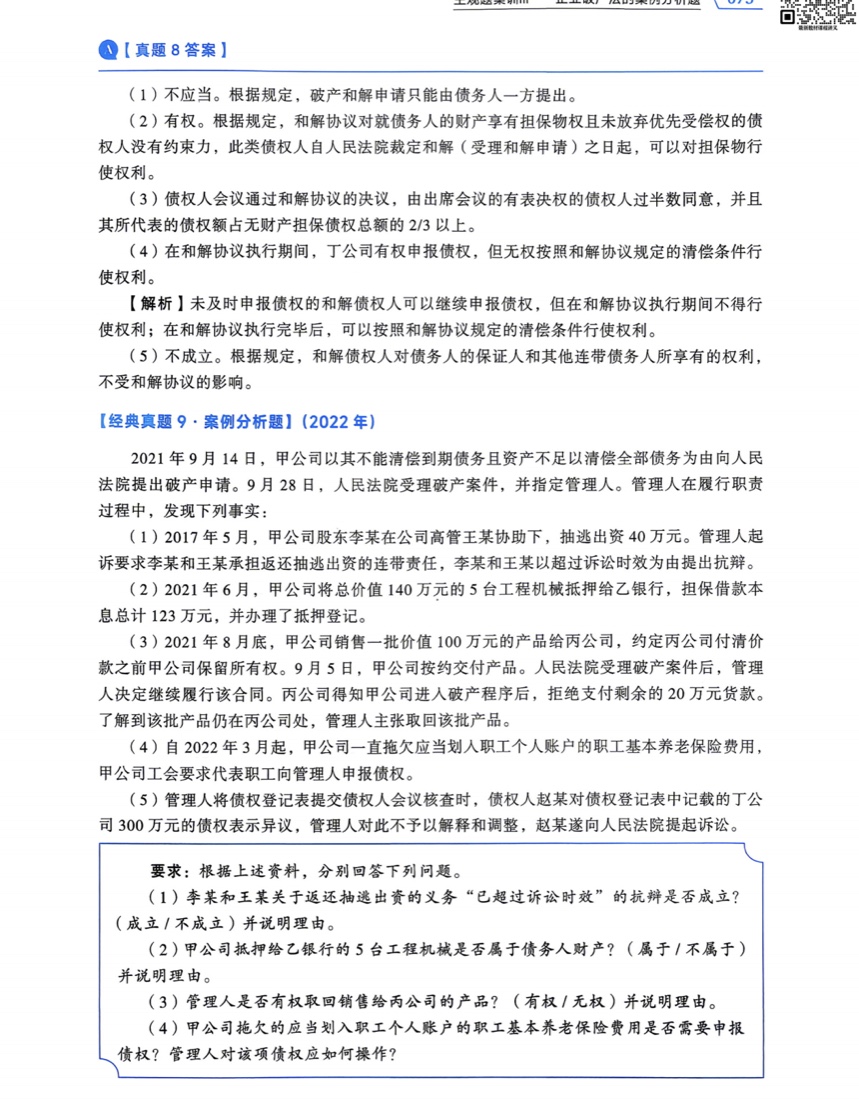 【真题 8 答案】
（1）不应当。根据规定，破产和解申请只能由债务人一方提出。
（2）有权。根据规定，和解协议对就债务人的财产享有担保物权且未放弃优先受偿权的债
权人没有约束力，此类债权人自人民法院裁定和解（受理和解申请）之日起，可以对担保物行
使权利。
（3）债权人会议通过和解协议的决议，由出席会议的有表决权的债权人过半数同意，并且
其所代表的债权额占无财产担保债权总额的 2/3 以上。
（4）在和解协议执行期间，丁公司有权申报债权，但无权按照和解协议规定的清偿条件行
使权利。
【解析】未及时申报债权的和解债权人可以继续申报债权，但在和解协议执行期间不得行
使权利；在和解协议执行完毕后，可以按照和解协议规定的清偿条件行使权利。
（5）不成立。根据规定，和解债权人对债务人的保证人和其他连带债务人所享有的权利，
不受和解协议的影响。
【经典真题 9 · 案例分析题】（2022 年）
2021 年 9 月 14 日，甲公司以其不能清偿到期债务且资产不足以清偿全部债务为由向人民
法院提出破产申请。9 月 28 日，人民法院受理破产案件，并指定管理人。管理人在履行职责
过程中，发现下列事实：
（1）2017 年 5 月，甲公司股东李某在公司高管王某协助下，抽逃出资 40 万元。管理人起
诉要求李某和王某承担返还抽逃出资的连带责任，李某和王某以超过诉讼时效为由提出抗辩。
（2）2021 年 6 月，甲公司将总价值 140 万元的 5 台工程机械抵押给乙银行，担保借款本
息总计 123 万元，并办理了抵押登记。
（3）2021 年 8 月底，甲公司销售一批价值 100 万元的产品给丙公司，约定丙公司付清价
款之前甲公司保留所有权。9 月 5 日，甲公司按约交付产品。人民法院受理破产案件后，管理
人决定继续履行该合同。丙公司得知甲公司进入破产程序后，拒绝支付剩余的 20 万元货款。
了解到该批产品仍在丙公司处，管理人主张取回该批产品。
（4）自 2022 年 3 月起，甲公司一直拖欠应当划入职工个人账户的职工基本养老保险费用，
甲公司工会要求代表职工向管理人申报债权。
（5）管理人将债权登记表提交债权人会议核查时，债权人赵某对债权登记表中记载的丁公
司 300 万元的债权表示异议，管理人对此不予以解释和调整，赵某遂向人民法院提起诉讼。
要求：根据上述资料，分别回答下列问题。
（1）李某和王某关于返还抽逃出资的义务“已超过诉讼时效”的抗辩是否成立？
（成立 / 不成立）并说明理由。
（2）甲公司抵押给乙银行的 5 台工程机械是否属于债务人财产？（属于 / 不属于）
并说明理由。
（3）管理人是否有权取回销售给丙公司的产品？（有权 / 无权）并说明理由。
（4）甲公司拖欠的应当划入职工个人账户的职工基本养老保险费用是否需要申报
债权？管理人对该项债权应如何操作？